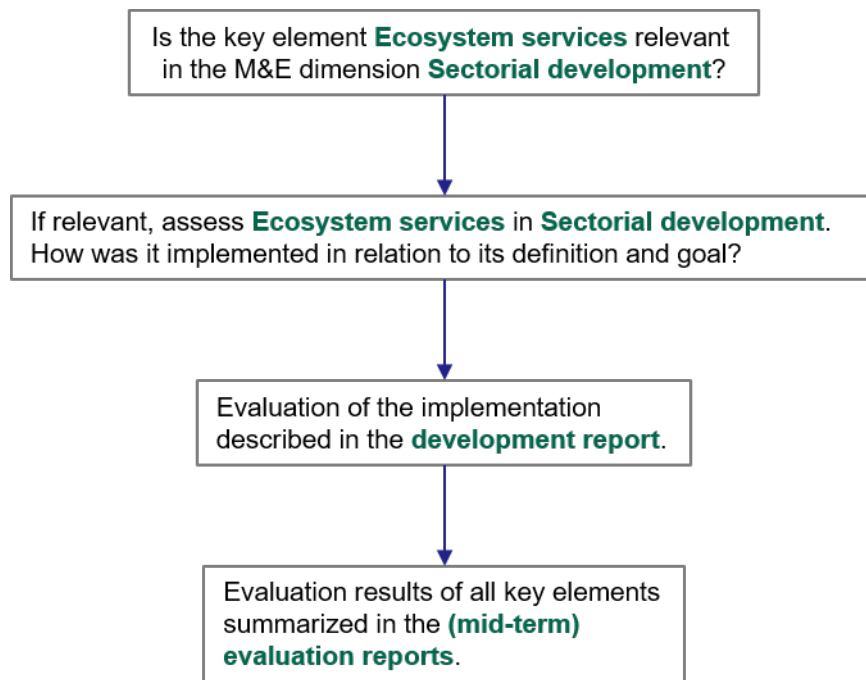 Is the key element Ecosystem services relevant
in the M&E dimension Sectorial development?
If relevant, assess Ecosystem services in Sectorial development.
How was it implemented in relation to its definition and goal?
Evaluation of the implementation
described in the development report.
Evaluation results of all key elements
summarized in the (mid-term)
evaluation reports.